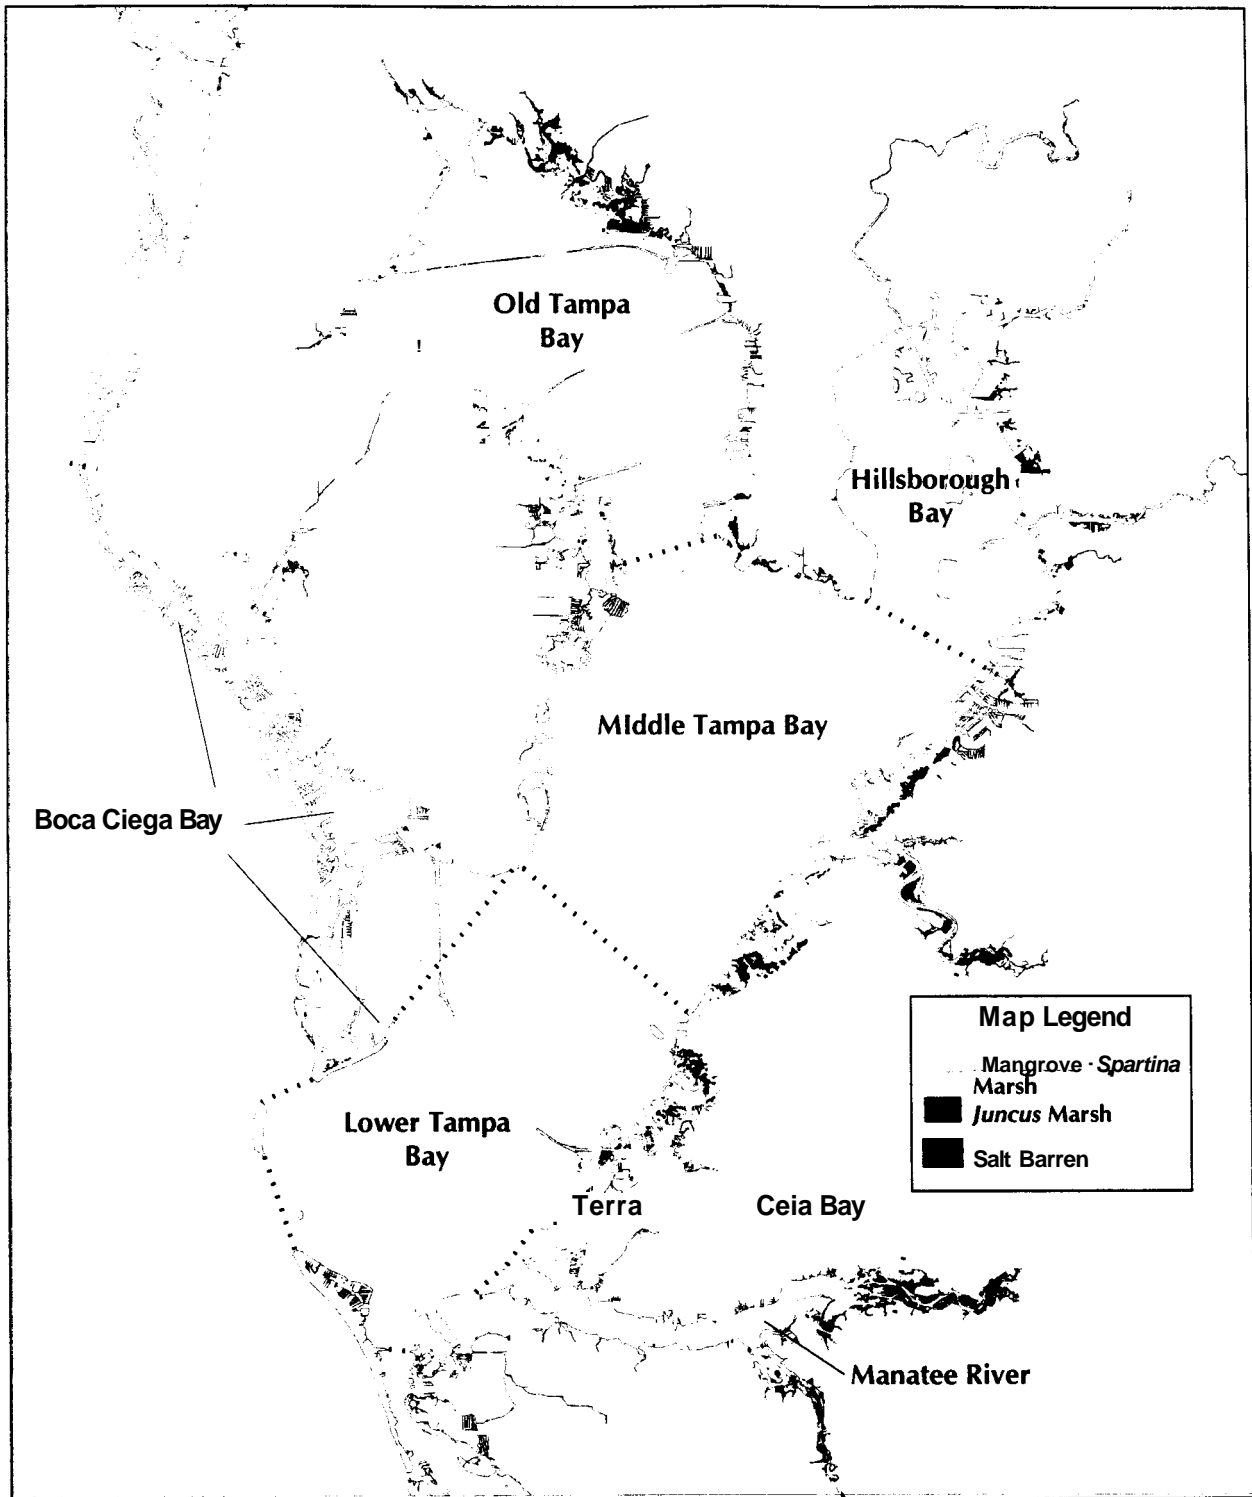 Old Tampa
Bay
!
Hillsborough
Bay
MIddle Tampa Bay
Boca Ciega Bay
Map Legend
Mangrove · Spartina
Marsh
Juncus Marsh
Salt Barren
Lower Tampa
Bay
Terra Ceia Bay
Manatee River